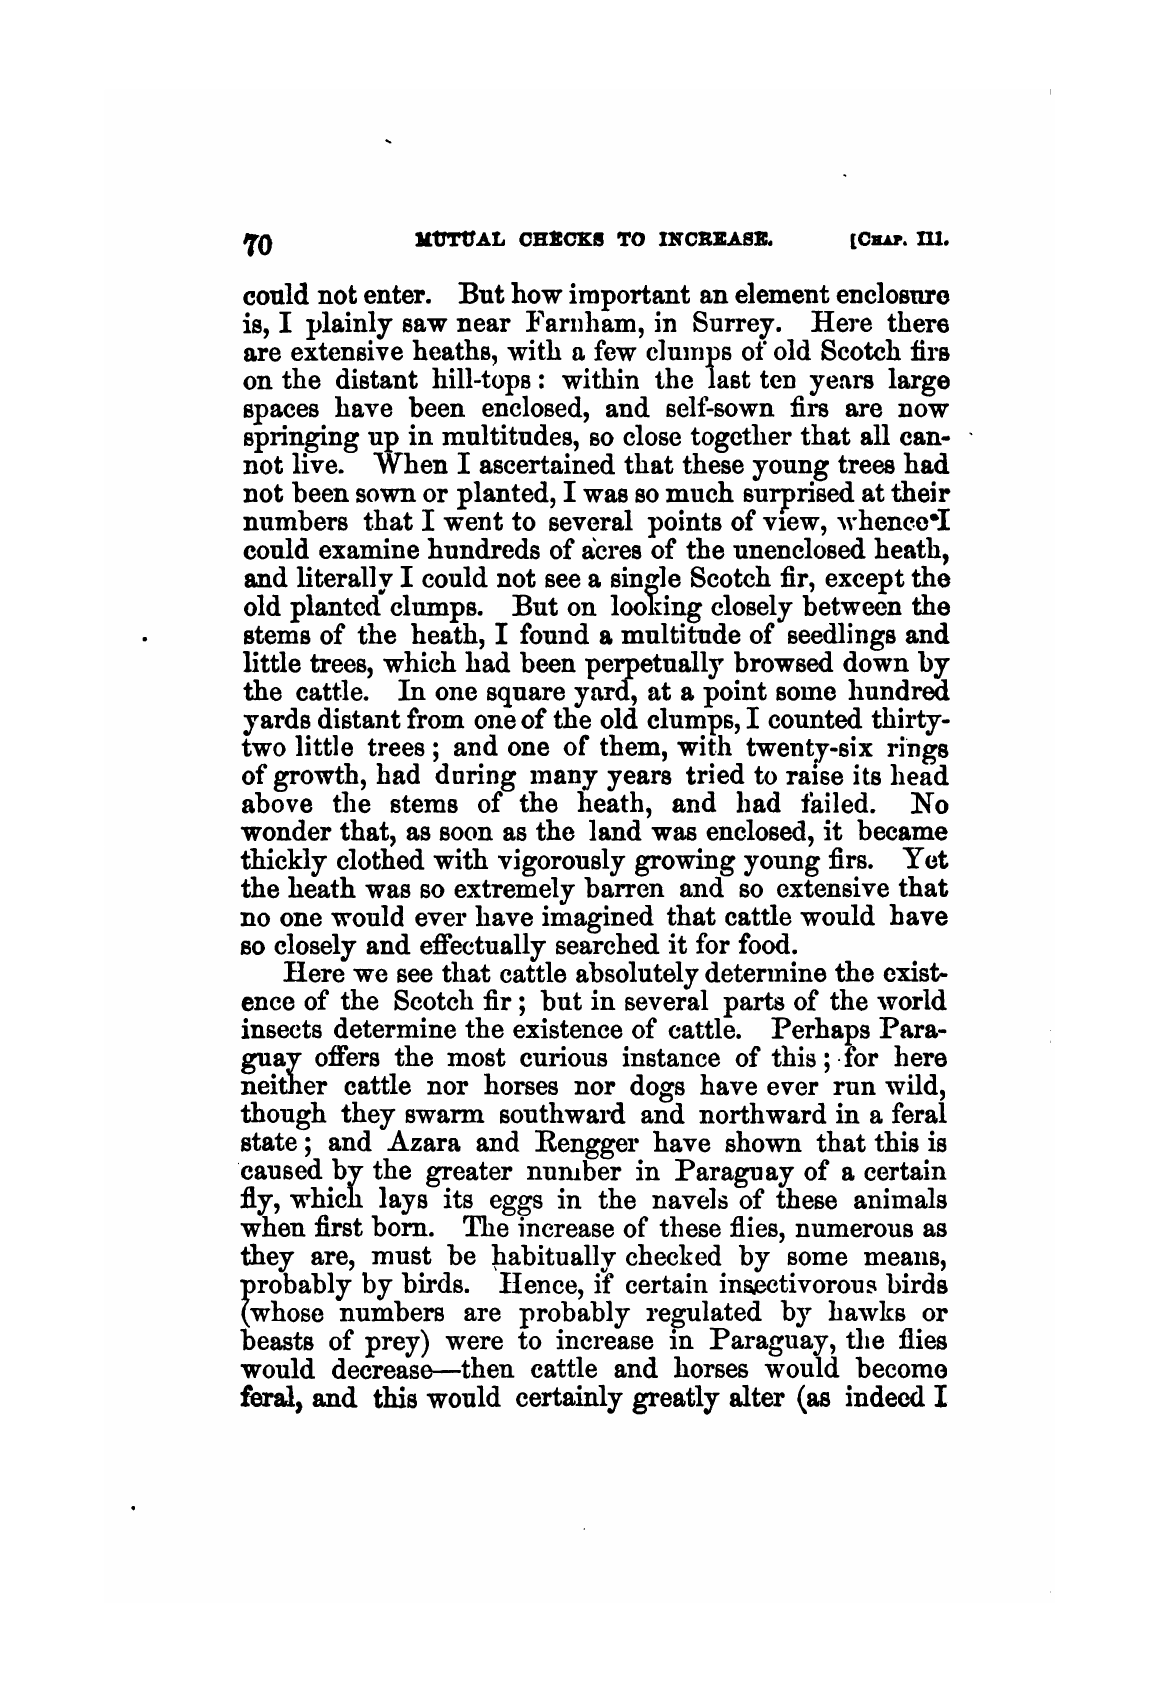 70 MUTUAL CHECKS TO INCREASE. [CHAP. III.
could not enter. But how important an element enclosure
is, I plainly saw near Farnham, in Surrey. Here there
are extensive heaths, with a few clumps of old Scotch firs
on the distant hill-tops : within the last ten years large
spaces have been enclosed, and self-sown firs are now
springing up in multitudes, so close together that all can-
not live. When I ascertained that these young trees had
not been sown or planted, I was so much surprised at their
numbers that I went to several points of view, whence I
could examine hundreds of acres of the unenclosed heath,
and literally I could not see a single Scotch fir, except the
old planted clumps. But on looking closely between the
stems of the heath, I found a multitude of seedlings and
little trees, which had been perpetually browsed down by
the cattle. In one square yard, at a point some hundred
yards distant from one of the old clumps, I counted thirty-
two little trees ; and one of them, with twenty-six rings
of growth, had during many years tried to raise its head
above the stems of the heath, and had failed. No
wonder that, as soon as the land was enclosed, it became
thickly clothed with vigorously growing young firs. Yet
the heath was so extremely barren and so extensive that
no one would ever have imagined that cattle would have
so closely and effectually searched it for food.
Here we see that cattle absolutely determine the exist-
ence of the Scotch fir ; but in several parts of the world
insects determine the existence of cattle. Perhaps Para-
guay offers the most curious instance of this ; for here
neither cattle nor horses nor dogs have ever run wild,
though they swarm southward and northward in a feral
state ; and Azara and Rengger have shown that this is
caused by the greater number in Paraguay of a certain
fly, which lays its eggs in the navels of these animals
when first born. The increase of these flies, numerous as
they are, must be habitually checked by some means,
probably by birds. Hence, if certain insectivorous birds
(whose numbers are probably regulated by hawks or
beasts of prey) were to increase in Paraguay, the flies
would decrease—then cattle and horses would become
feral, and this would certainly greatly alter (as indeed I